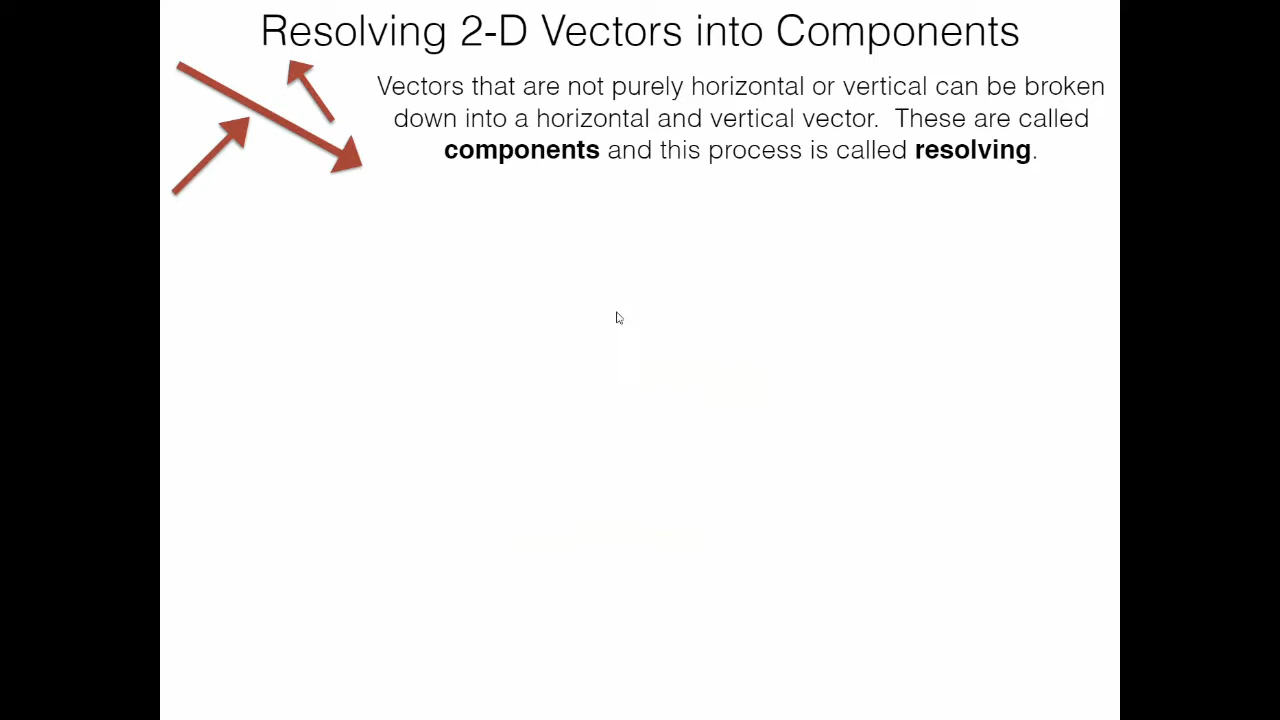 Resolving 2-D Vectors into Components
Vectors that are not purely horizontal or vertical can be broken
down into a horizontal and vertical vector.  These are called
components and this process is called resolving.